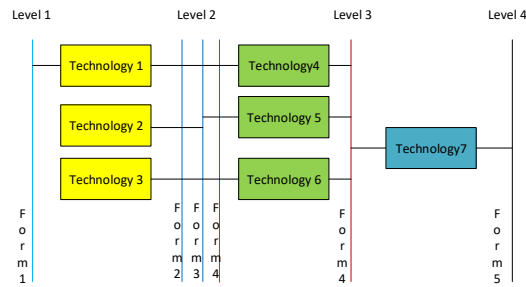 Level 1 Level 2 Level 3 Level 4
Technology 1 Technology4
Technology 2 Technology 5
Technology7
Technology 3 Technology 6
Form1 Form2 Form3 Form4 Form4 Form5